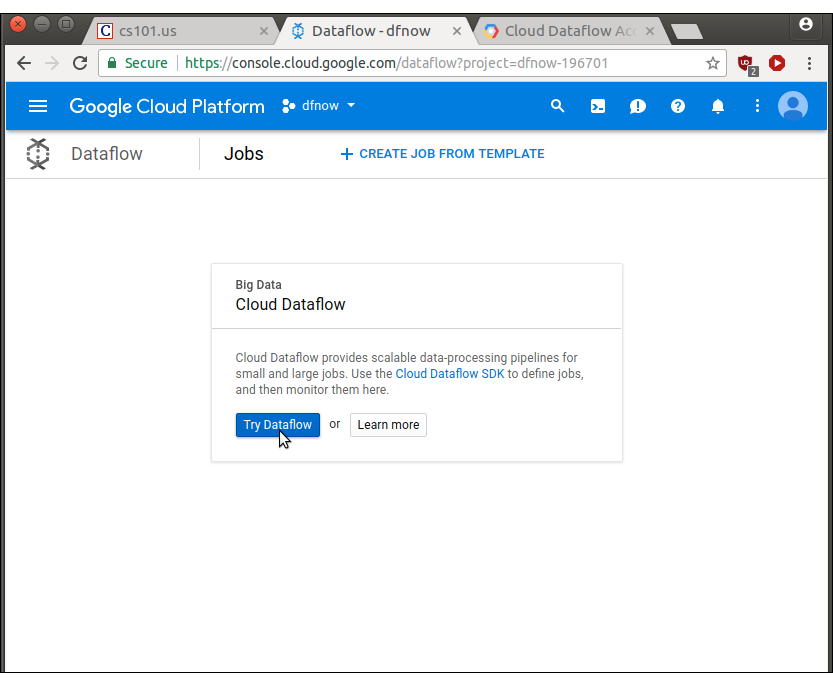 C cs101.us
Dataflow - dfnow
Cloud Dataflow Acc
Secure
https://console.cloud.google.com/dataflow?project=dfnow-196701
2
Google Cloud Platform
dfnow
Dataflow
Jobs
CREATE JOB FROM TEMPLATE
Big Data
Cloud Dataflow
Cloud Dataflow provides scalable data-processing pipelines for
small and large jobs. Use the Cloud Dataflow SDK to define jobs,
and then monitor them here.
Try Dataflow or Learn more